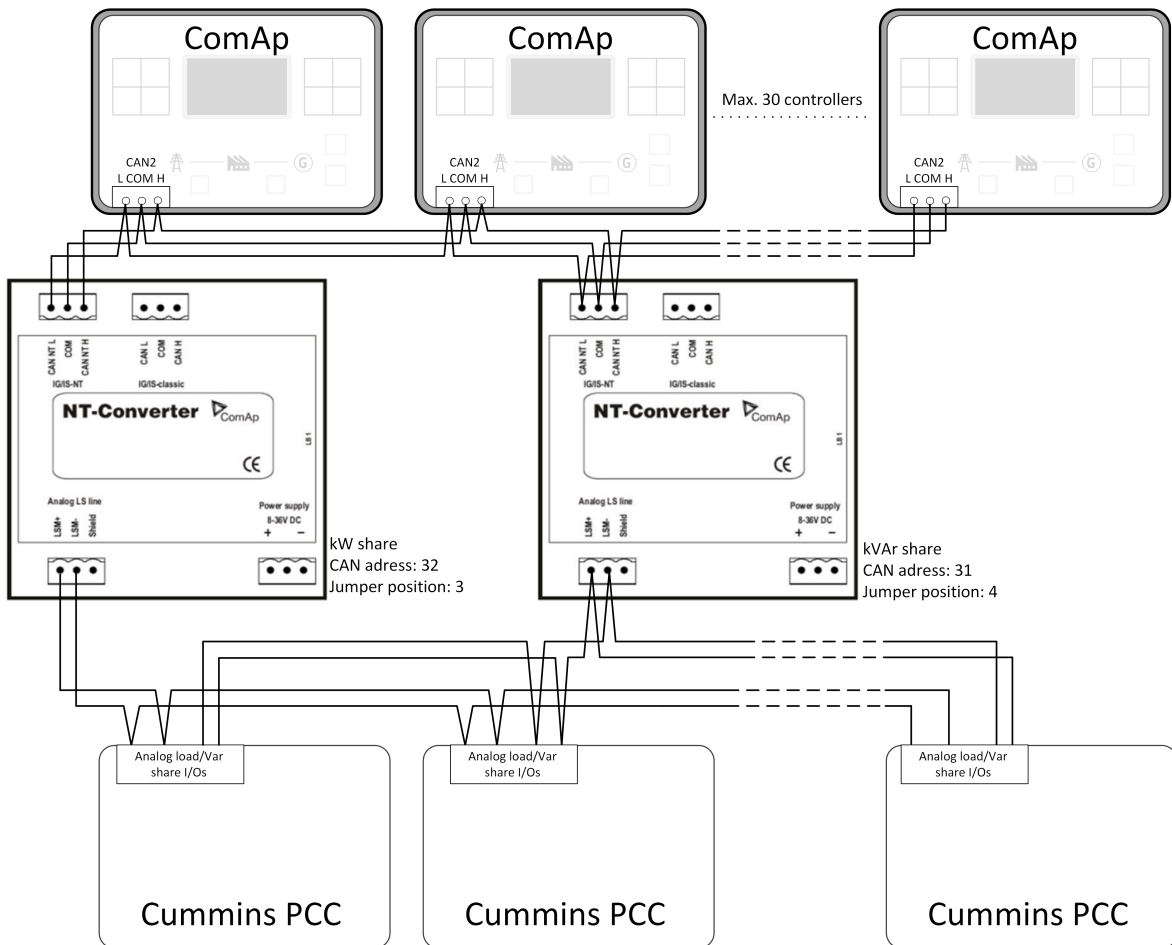 ComAp
ComAp
ComAp
Max. 30 controllers
CAN2
L COM H
G
CAN2
L COM H
G
CAN2
L COM H
G
CAN NT L
COM
CAN NT H
CAN L
COM
CAN H
IG/IS-NT
IG/IS-classic
NT-Converter
ComAp
CE
LB 1
Analog LS line
LSM+
LSM-
Shield
Power supply
8-36V DC
+ −
kW share
CAN adress: 32
Jumper position: 3
CAN NT L
COM
CAN NT H
CAN L
COM
CAN H
IG/IS-NT
IG/IS-classic
NT-Converter
ComAp
CE
LB 1
Analog LS line
LSM+
LSM-
Shield
Power supply
8-36V DC
+ −
kVAr share
CAN adress: 31
Jumper position: 4
Analog load/Var
share I/Os
Analog load/Var
share I/Os
Analog load/Var
share I/Os
Cummins PCC
Cummins PCC
Cummins PCC